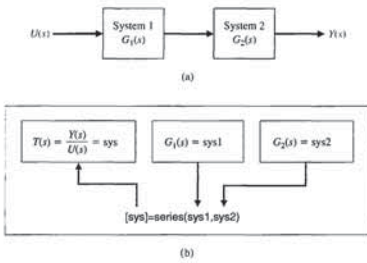 System 1
System 2
U(s)
G₁(s)
G₂(s)
Y(s)
(a)
T(s) = Y(s)/U(s) = sys
G₁(s) = sys1
G₂(s) = sys2
[sys]=series(sys1,sys2)
(b)